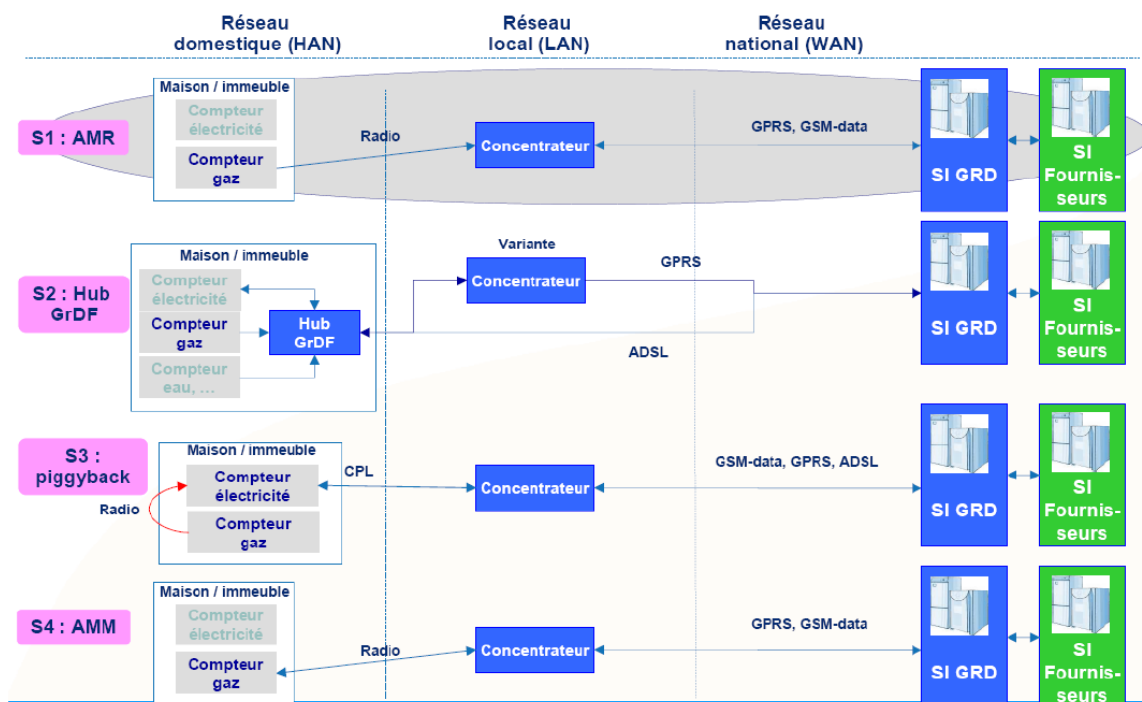 Réseau
domestique (HAN)
Réseau
local (LAN)
Réseau
national (WAN)
S1 : AMR
Maison / immeuble
Compteur
électricité
Compteur
gaz
Radio
Concentrateur
GPRS, GSM-data
SI GRD
SI
Fournis-
seurs
S2 : Hub
GrDF
Maison / immeuble
Compteur
électricité
Compteur
gaz
Compteur
eau, ...
Hub
GrDF
Variante
Concentrateur
GPRS
ADSL
SI GRD
SI
Fournis-
seurs
S3 :
piggyback
Maison / immeuble
Compteur
électricité
Compteur
gaz
Radio
CPL
Concentrateur
GSM-data, GPRS, ADSL
SI GRD
SI
Fournis-
seurs
S4 : AMM
Maison / immeuble
Compteur
électricité
Compteur
gaz
Radio
Concentrateur
GPRS, GSM-data
SI GRD
SI
Fournis-
seurs